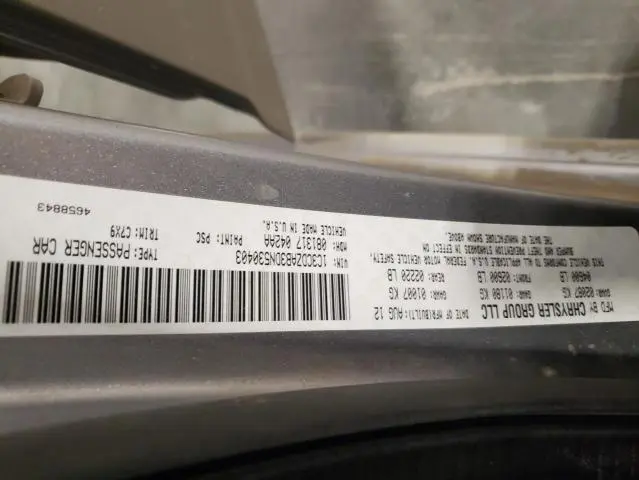 MFD BY CHRYSLER GROUP LLC DATE OF MFR(BUILT): AUG 12
GVWR: 02067 KG GAWR: 01180 KG GAWR: 01007 KG
LB FRONT: 02600 LB REAR: 02220 LB
THIS VEHICLE CONFORMS TO ALL APPLICABLE FEDERAL MOTOR VEHICLE SAFETY,
BUMPER AND THEFT PREVENTION STANDARDS IN EFFECT ON
THE DATE OF MANUFACTURE SHOWN ABOVE.
VIN: 1C3CDZAB3DN530403 TYPE: PASSENGER CAR
MDH: 081317 042AA PAINT: PSC TRIM: C7X9
VEHICLE MADE IN U.S.A. 4658843